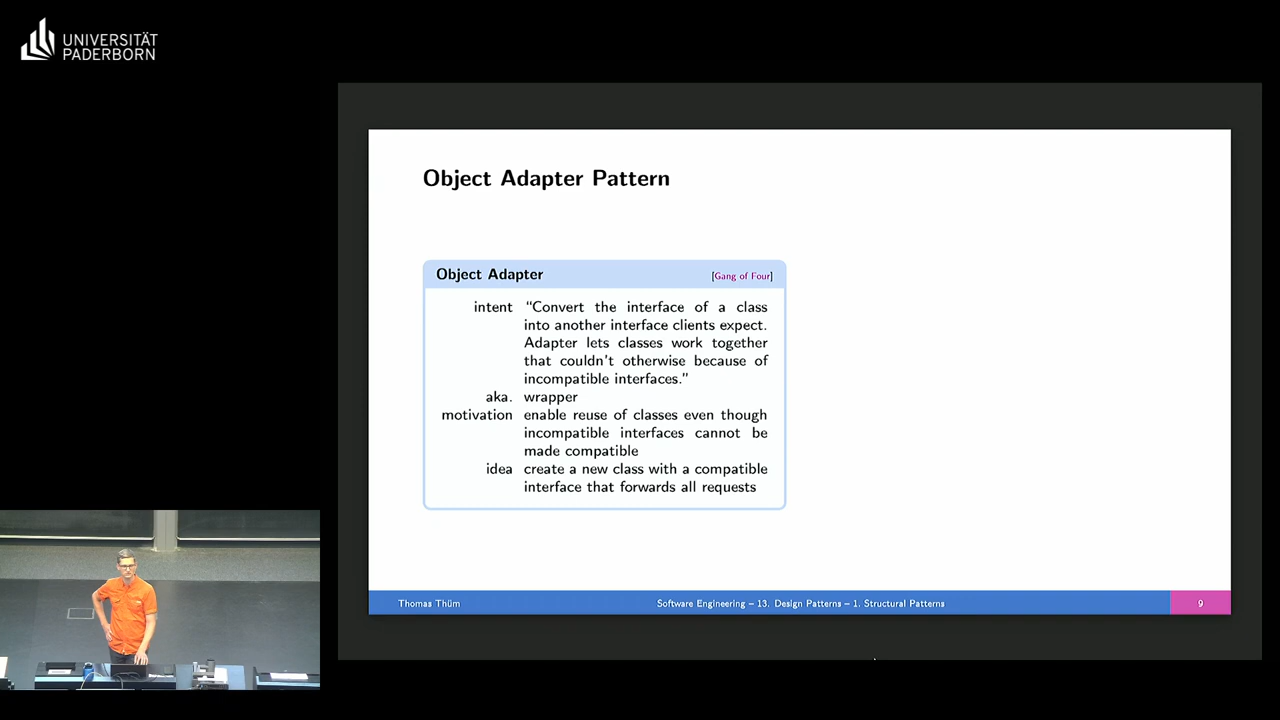 UNIVERSITÄT
PADERBORN
Object Adapter Pattern
Object Adapter [Gang of Four]
intent “Convert the interface of a class
into another interface clients expect.
Adapter lets classes work together
that couldn't otherwise because of
incompatible interfaces.”
aka. wrapper
motivation enable reuse of classes even though
incompatible interfaces cannot be
made compatible
idea create a new class with a compatible
interface that forwards all requests
Thomas Thüm Software Engineering – 13. Design Patterns – 1. Structural Patterns 9